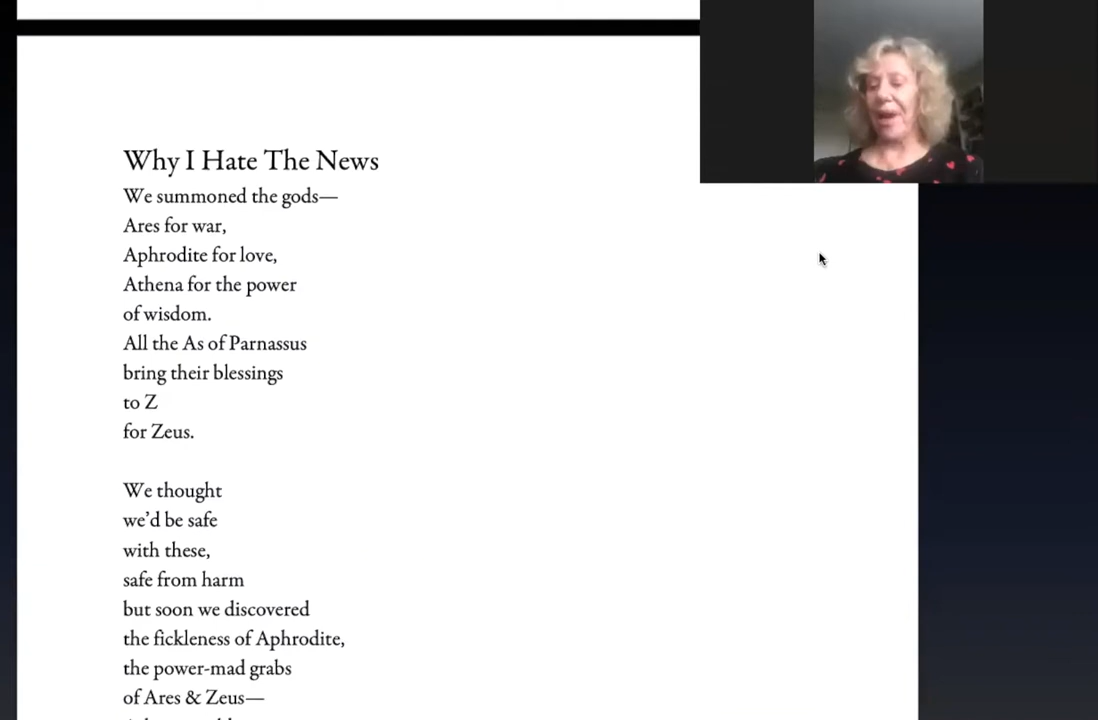 Why I Hate The News
We summoned the gods—
Ares for war,
Aphrodite for love,
Athena for the power
of wisdom.
All the As of Parnassus
bring their blessings
to Z
for Zeus.
We thought
we’d be safe
with these,
safe from harm
but soon we discovered
the fickleness of Aphrodite,
the power-mad grabs
of Ares & Zeus—